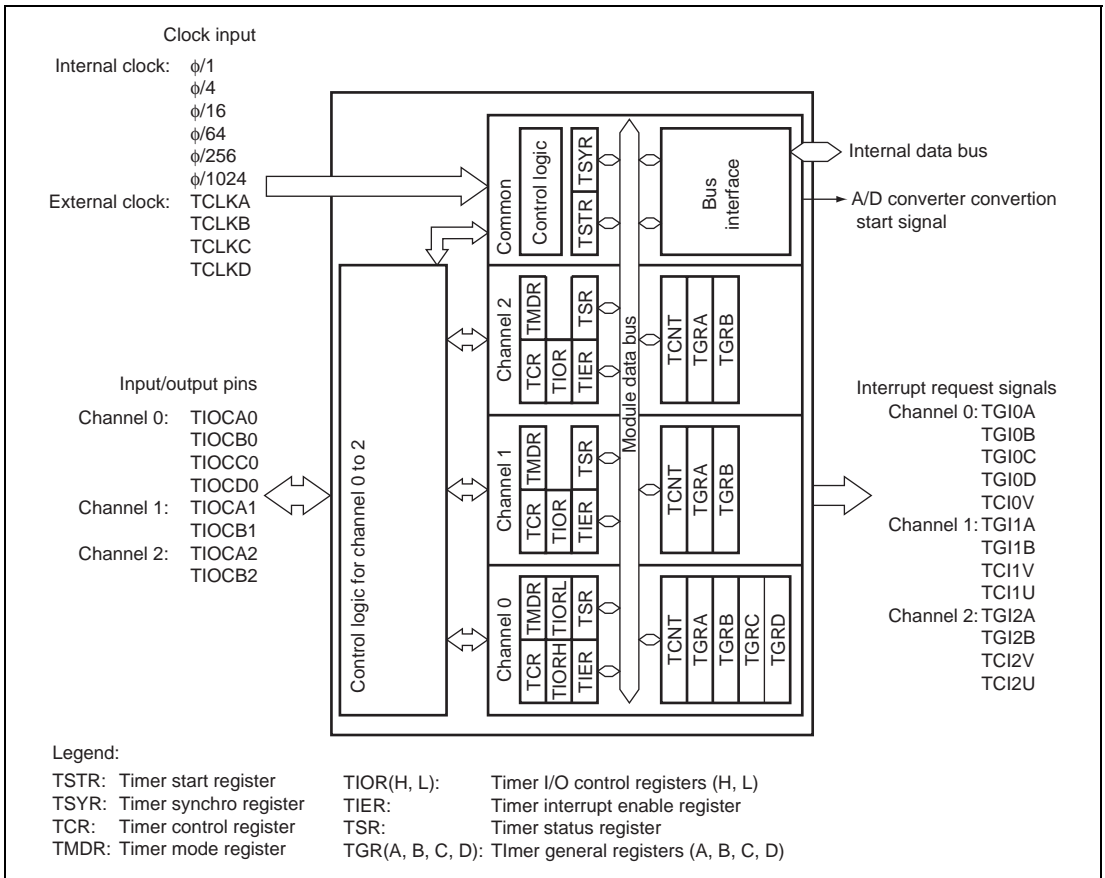 Clock input
Internal clock: ϕ/1
ϕ/4
ϕ/16
ϕ/64
ϕ/256
ϕ/1024
External clock: TCLKA
TCLKB
TCLKC
TCLKD
Input/output pins
Channel 0: TIOCA0
TIOCB0
TIOCC0
TIOCD0
Channel 1: TIOCA1
TIOCB1
Channel 2: TIOCA2
TIOCB2
Control logic for channel 0 to 2
Common
Control logic
TSTR TSYR
Bus
interface
Channel 2
TCR TMDR
TIOR
TIER TSR
TCNT
TGRA
TGRB
Channel 1
TCR TMDR
TIOR
TIER TSR
TCNT
TGRA
TGRB
Channel 0
TCR TMDR
TIORH TIORL
TIER TSR
TCNT
TGRA
TGRB
TGRC
TGRD
Module data bus
Internal data bus
A/D converter convertion
start signal
Interrupt request signals
Channel 0: TGI0A
TGI0B
TGI0C
TGI0D
TCI0V
Channel 1: TGI1A
TGI1B
TCI1V
TCI1U
Channel 2: TGI2A
TGI2B
TCI2V
TCI2U
Legend:
TSTR: Timer start register
TSYR: Timer synchro register
TCR: Timer control register
TMDR: Timer mode register
TIOR(H, L): Timer I/O control registers (H, L)
TIER: Timer interrupt enable register
TSR: Timer status register
TGR(A, B, C, D): TImer general registers (A, B, C, D)